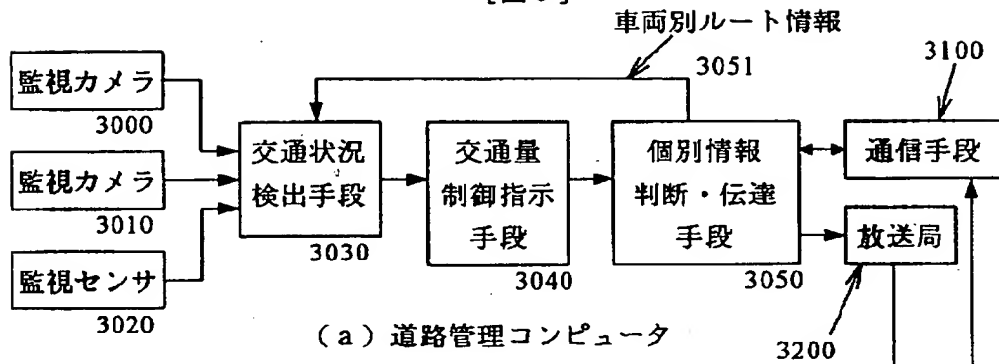 車両別ルート情報
3051
3100
監視カメラ
3000
監視カメラ
3010
監視センサ
3020
交通状況
検出手段
3030
交通量
制御指示
手段
3040
個別情報
判断・伝達
手段
3050
通信手段
放送局
3200
(a)道路管理コンピュータ